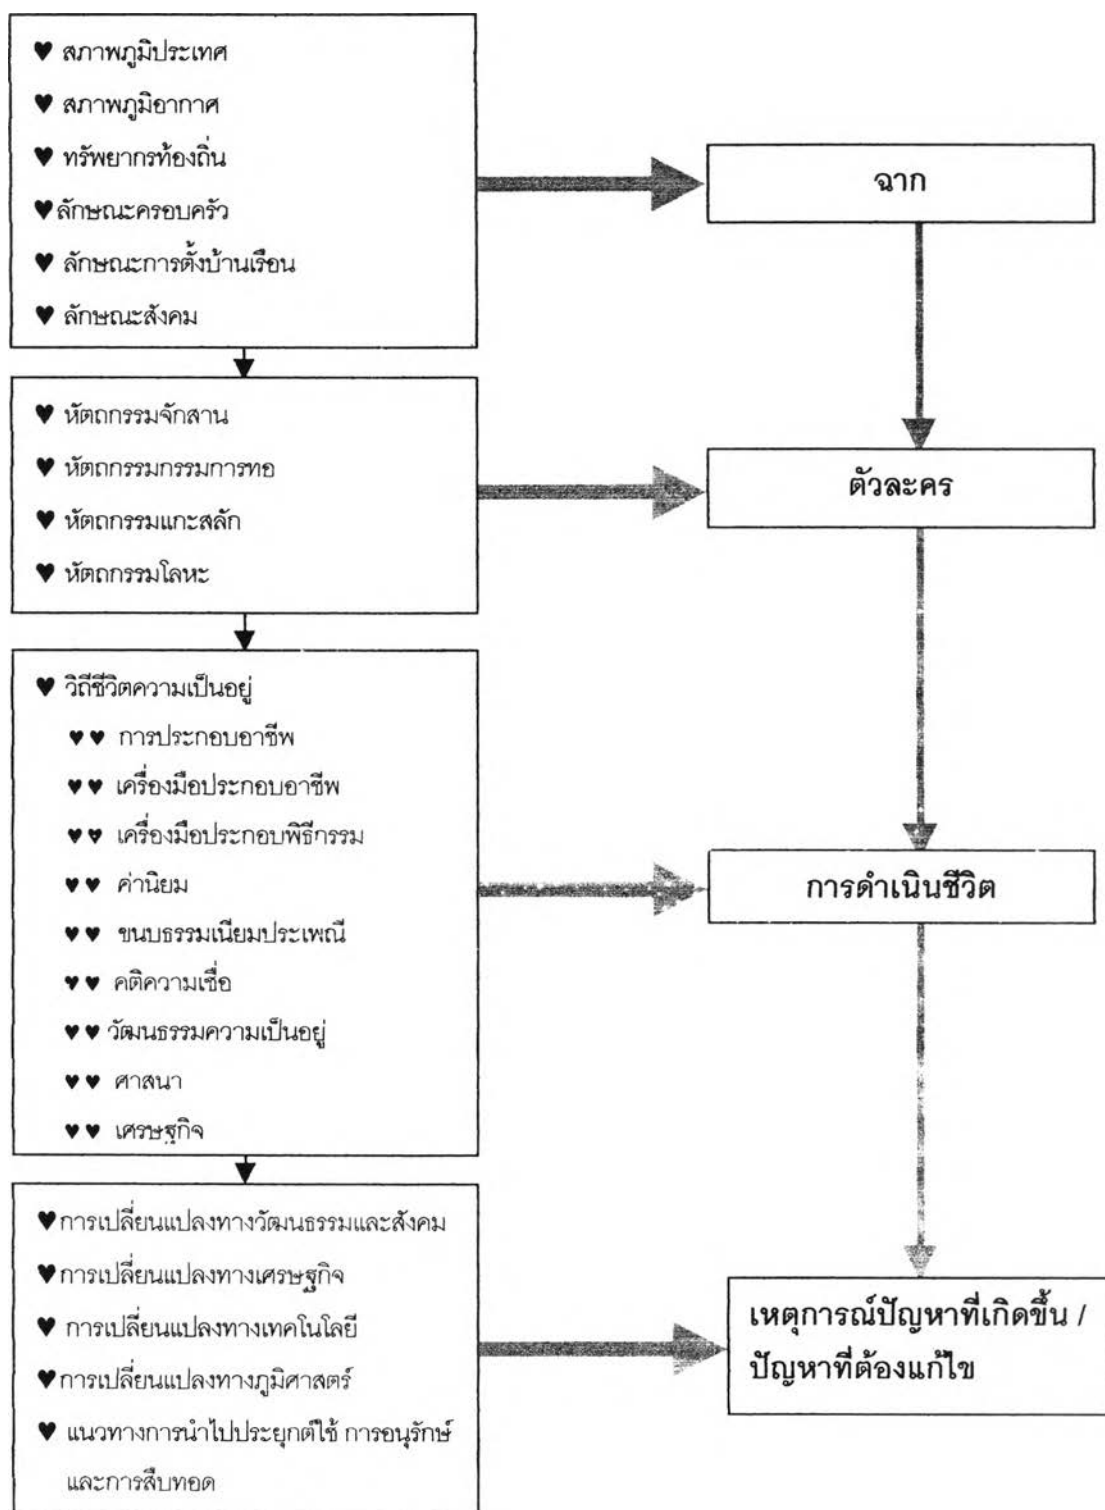 ♥ สภาพภูมิประเทศ
♥ สภาพภูมิอากาศ
♥ ทรัพยากรท้องถิ่น
♥ลักษณะครอบครัว
♥ ลักษณะการตั้งบ้านเรือน
♥ ลักษณะสังคม
ฉาก
♥ หัตถกรรมจักสาน
♥ หัตถกรรมกรรมการทอ
♥ หัตถกรรมแกะสลัก
♥ หัตถกรรมโลหะ
ตัวละคร
♥ วิถีชีวิตความเป็นอยู่
♥♥ การประกอบอาชีพ
♥♥ เครื่องมือประกอบอาชีพ
♥♥ เครื่องมือประกอบพิธีกรรม
♥♥ ค่านิยม
♥♥ ขนบธรรมเนียมประเพณี
♥♥ คติความเชื่อ
♥♥ วัฒนธรรมความเป็นอยู่
♥♥ ศาสนา
♥♥ เศรษฐกิจ
การดำเนินชีวิต
♥การเปลี่ยนแปลงทางวัฒนธรรมและสังคม
♥การเปลี่ยนแปลงทางเศรษฐกิจ
♥ การเปลี่ยนแปลงทางเทคโนโลยี
♥การเปลี่ยนแปลงทางภูมิศาสตร์
♥ แนวทางการนำไปประยุกต์ใช้ การอนุรักษ์
และการสืบทอด
เหตุการณ์ปัญหาที่เกิดขึ้น /
ปัญหาที่ต้องแก้ไข